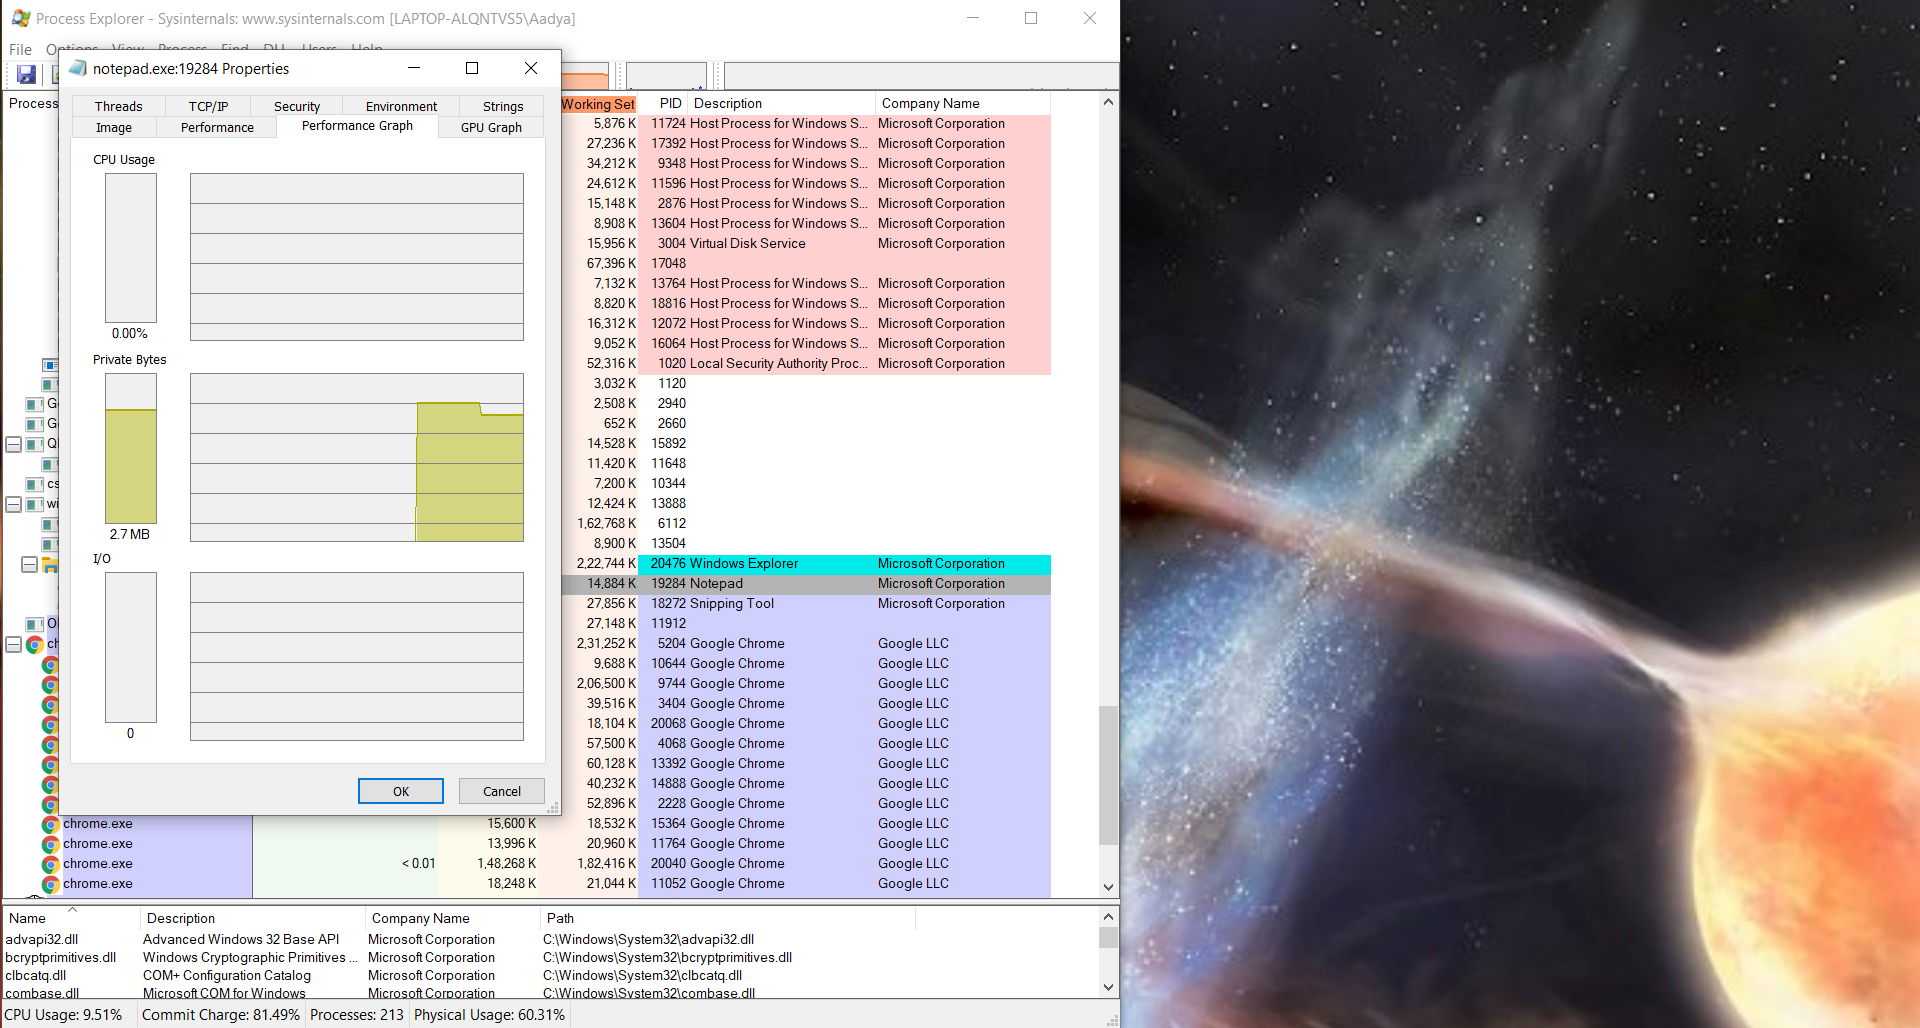 Process Explorer - Sysinternals: www.sysinternals.com [LAPTOP-ALQNTVS5\Aadya]
File Options View Process Find DLL Users Help
notepad.exe:19284 Properties
Threads TCP/IP Security Environment Strings
Image Performance Performance Graph GPU Graph
CPU Usage
0.00%
Private Bytes
2.7 MB
I/O
0
OK Cancel
Process Working Set PID Description Company Name
5,876 K 11724 Host Process for Windows S... Microsoft Corporation
27,236 K 17392 Host Process for Windows S... Microsoft Corporation
34,212 K 9348 Host Process for Windows S... Microsoft Corporation
24,612 K 11596 Host Process for Windows S... Microsoft Corporation
15,148 K 2876 Host Process for Windows S... Microsoft Corporation
8,908 K 13604 Host Process for Windows S... Microsoft Corporation
15,956 K 3004 Virtual Disk Service Microsoft Corporation
67,396 K 17048
7,132 K 13764 Host Process for Windows S... Microsoft Corporation
8,820 K 18816 Host Process for Windows S... Microsoft Corporation
16,312 K 12072 Host Process for Windows S... Microsoft Corporation
9,052 K 16064 Host Process for Windows S... Microsoft Corporation
52,316 K 1020 Local Security Authority Proc... Microsoft Corporation
3,032 K 1120
2,508 K 2940
652 K 2660
14,528 K 15892
11,420 K 11648
7,200 K 10344
12,424 K 13888
1,62,768 K 6112
8,900 K 13504
2,22,744 K 20476 Windows Explorer Microsoft Corporation
14,884 K 19284 Notepad Microsoft Corporation
27,856 K 18272 Snipping Tool Microsoft Corporation
27,148 K 11912
2,31,252 K 5204 Google Chrome Google LLC
9,688 K 10644 Google Chrome Google LLC
2,06,500 K 9744 Google Chrome Google LLC
39,516 K 3404 Google Chrome Google LLC
18,104 K 20068 Google Chrome Google LLC
57,500 K 4068 Google Chrome Google LLC
60,128 K 13392 Google Chrome Google LLC
40,232 K 14888 Google Chrome Google LLC
52,896 K 2228 Google Chrome Google LLC
chrome.exe 15,600 K 18,532 K 15364 Google Chrome Google LLC
chrome.exe 13,996 K 20,960 K 11764 Google Chrome Google LLC
chrome.exe < 0.01 1,48,268 K 1,82,416 K 20040 Google Chrome Google LLC
chrome.exe 18,248 K 21,044 K 11052 Google Chrome Google LLC
Name Description Company Name Path
advapi32.dll Advanced Windows 32 Base API Microsoft Corporation C:\Windows\System32\advapi32.dll
bcryptprimitives.dll Windows Cryptographic Primitives ... Microsoft Corporation C:\Windows\System32\bcryptprimitives.dll
clbcatq.dll COM+ Configuration Catalog Microsoft Corporation C:\Windows\System32\clbcatq.dll
combase.dll Microsoft COM for Windows Microsoft Corporation C:\Windows\System32\combase.dll
CPU Usage: 9.51% Commit Charge: 81.49% Processes: 213 Physical Usage: 60.31%